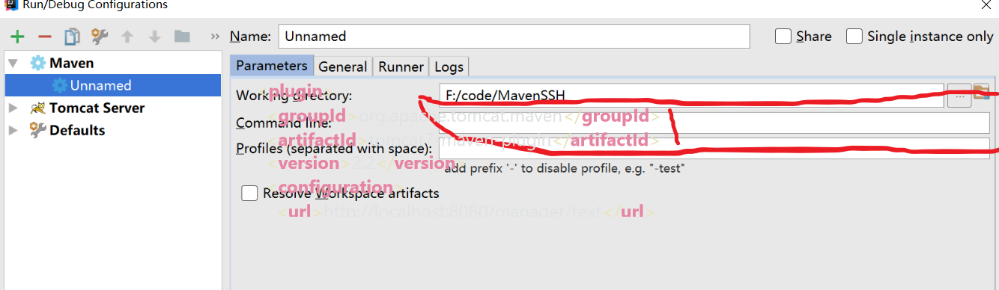 Run/Debug Configurations
» Name: Unnamed Share Single instance only
Maven
Unnamed
Tomcat Server
Defaults
Parameters General Runner Logs
Working directory: F:/code/MavenSSH ...
Command line:
Profiles (separated with space):
add prefix '-' to disable profile, e.g. "-test"
Resolve Workspace artifacts
<plugin>
<groupId>org.apache.tomcat.maven</groupId>
<artifactId>tomcat7-maven-plugin</artifactId>
<version>2.2</version>
<configuration>
<url>http://localhost:8080/manager/text</url>